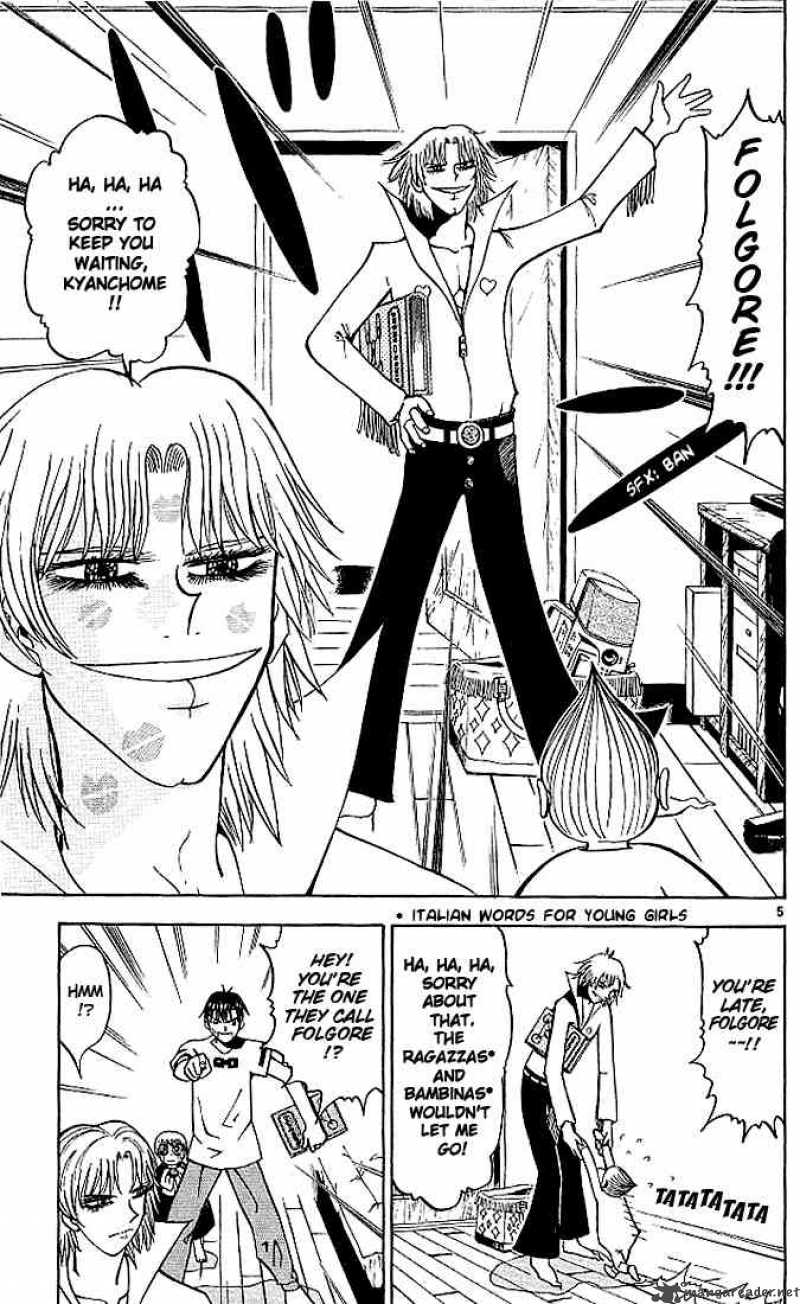 FOLGORE!!!
HA, HA, HA
...
SORRY TO
KEEP YOU
WAITING,
KYANCHOME
!!
SFX: BAN
• ITALIAN WORDS FOR YOUNG GIRLS
5
YOU'RE
LATE,
FOLGORE
~~!!
HA, HA, HA,
SORRY
ABOUT
THAT.
THE
RAGAZZAS•
AND
BAMBINAS•
WOULDN'T
LET ME
GO!
TATATATATA
HEY!
YOU'RE
THE ONE
THEY CALL
FOLGORE
!?
HMM
!?
mangareader.net